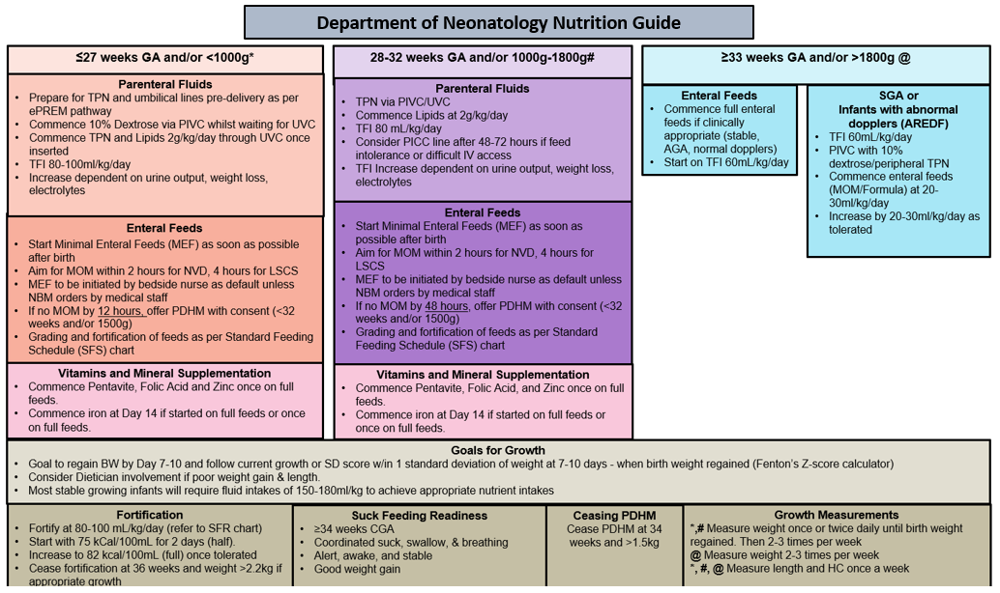 Department of Neonatology Nutrition Guide
≤27 weeks GA and/or <1000g*
Parenteral Fluids
• Prepare for TPN and umbilical lines pre-delivery as per
ePREM pathway
• Commence 10% Dextrose via PIVC whilst waiting for UVC
• Commence TPN and Lipids 2g/kg/day through UVC once
inserted
• TFI 80-100ml/kg/day
• Increase dependent on urine output, weight loss,
electrolytes
Enteral Feeds
• Start Minimal Enteral Feeds (MEF) as soon as possible
after birth
• Aim for MOM within 2 hours for NVD, 4 hours for LSCS
• MEF to be initiated by bedside nurse as default unless
NBM orders by medical staff
• If no MOM by 12 hours, offer PDHM with consent (<32
weeks and/or 1500g)
• Grading and fortification of feeds as per Standard Feeding
Schedule (SFS) chart
Vitamins and Mineral Supplementation
• Commence Pentavite, Folic Acid and Zinc once on full
feeds.
• Commence iron at Day 14 if started on full feeds or once
on full feeds.
28-32 weeks GA and/or 1000g-1800g#
Parenteral Fluids
• TPN via PIVC/UVC
• Commence Lipids at 2g/kg/day
• TFI 80 mL/kg/day
• Consider PICC line after 48-72 hours if feed
intolerance or difficult IV access
• TFI Increase dependent on urine output, weight loss,
electrolytes
Enteral Feeds
• Start Minimal Enteral Feeds (MEF) as soon as
possible after birth
• Aim for MOM within 2 hours for NVD, 4 hours for
LSCS
• MEF to be initiated by bedside nurse as default unless
NBM orders by medical staff
• If no MOM by 48 hours, offer PDHM with consent (<32
weeks and/or 1500g)
• Grading and fortification of feeds as per Standard
Feeding Schedule (SFS) chart
Vitamins and Mineral Supplementation
• Commence Pentavite, Folic Acid, and Zinc once on full
feeds.
• Commence iron at Day 14 if started on full feeds or
once on full feeds.
≥33 weeks GA and/or >1800g @
Enteral Feeds
• Commence full enteral
feeds if clinically
appropriate (stable,
AGA, normal dopplers)
• Start on TFI 60mL/kg/day
SGA or
Infants with abnormal
dopplers (AREDF)
• TFI 60mL/kg/day
• PIVC with 10%
dextrose/peripheral TPN
• Commence enteral feeds
(MOM/Formula) at 20-
30ml/kg/day
• Increase by 20-30ml/kg/day as
tolerated
Goals for Growth
• Goal to regain BW by Day 7-10 and follow current growth or SD score w/in 1 standard deviation of weight at 7-10 days - when birth weight regained (Fenton's Z-score calculator)
• Consider Dietician involvement if poor weight gain & length.
• Most stable growing infants will require fluid intakes of 150-180ml/kg to achieve appropriate nutrient intakes
Fortification
• Fortify at 80-100 mL/kg/day (refer to SFR chart)
• Start with 75 kCal/100mL for 2 days (half).
• Increase to 82 kcal/100mL (full) once tolerated
• Cease fortification at 36 weeks and weight >2.2kg if
appropriate growth
Suck Feeding Readiness
• ≥34 weeks CGA
• Coordinated suck, swallow, & breathing
• Alert, awake, and stable
• Good weight gain
Ceasing PDHM
Cease PDHM at 34
weeks and >1.5kg
Growth Measurements
*,# Measure weight once or twice daily until birth weight
regained. Then 2-3 times per week
@ Measure weight 2-3 times per week
*, #, @ Measure length and HC once a week